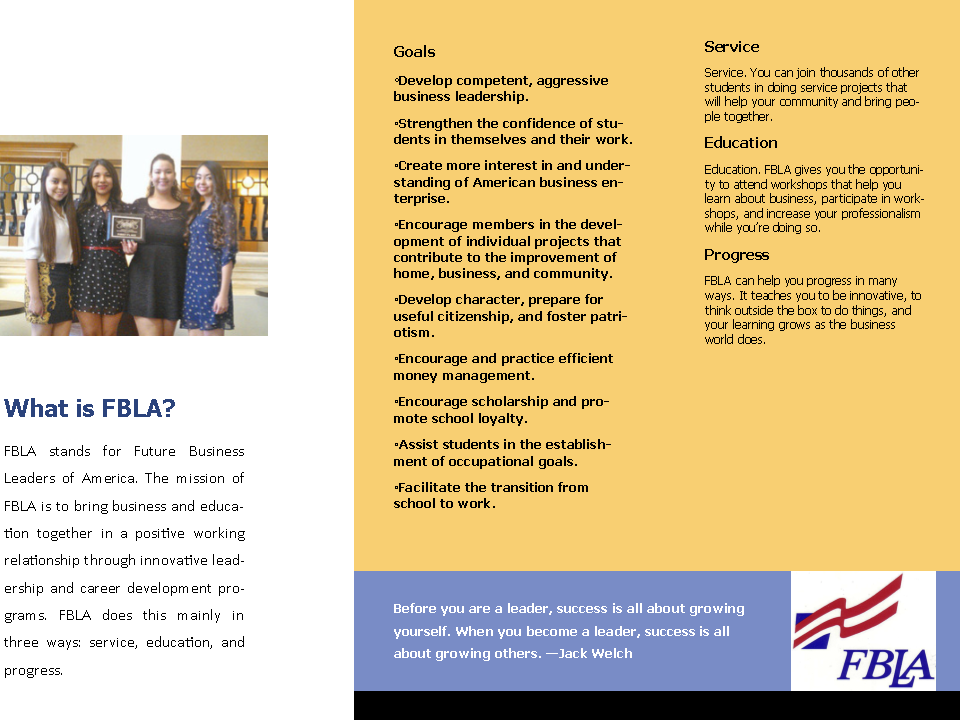 What is FBLA?
FBLA stands for Future Business
Leaders of America. The mission of
FBLA is to bring business and educa-
tion together in a positive working
relationship through innovative lead-
ership and career development pro-
grams. FBLA does this mainly in
three ways: service, education, and
progress.
Goals
◦Develop competent, aggressive
business leadership.
◦Strengthen the confidence of stu-
dents in themselves and their work.
◦Create more interest in and under-
standing of American business en-
terprise.
◦Encourage members in the devel-
opment of individual projects that
contribute to the improvement of
home, business, and community.
◦Develop character, prepare for
useful citizenship, and foster patri-
otism.
◦Encourage and practice efficient
money management.
◦Encourage scholarship and pro-
mote school loyalty.
◦Assist students in the establish-
ment of occupational goals.
◦Facilitate the transition from
school to work.
Service
Service. You can join thousands of other
students in doing service projects that
will help your community and bring peo-
ple together.
Education
Education. FBLA gives you the opportuni-
ty to attend workshops that help you
learn about business, participate in work-
shops, and increase your professionalism
while you're doing so.
Progress
FBLA can help you progress in many
ways. It teaches you to be innovative, to
think outside the box to do things, and
your learning grows as the business
world does.
Before you are a leader, success is all about growing
yourself. When you become a leader, success is all
about growing others. —Jack Welch
FBLA